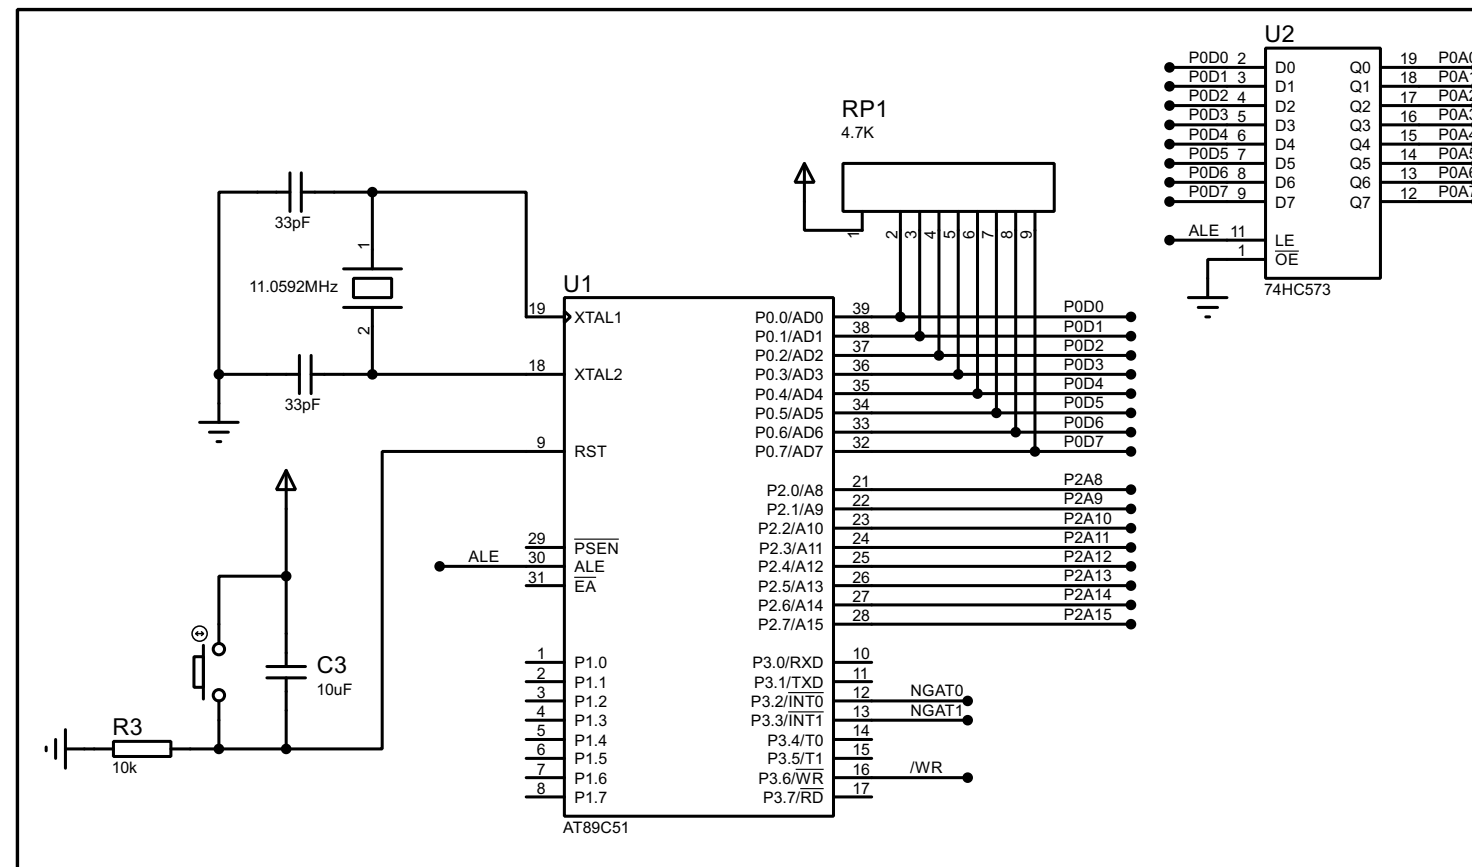 U2
P0D0 2 D0 Q0 19 P0A0
P0D1 3 D1 Q1 18 P0A1
P0D2 4 D2 Q2 17 P0A2
P0D3 5 D3 Q3 16 P0A3
P0D4 6 D4 Q4 15 P0A4
P0D5 7 D5 Q5 14 P0A5
P0D6 8 D6 Q6 13 P0A6
P0D7 9 D7 Q7 12 P0A7
ALE 11 LE
1 OE
74HC573
RP1
4.7K
1 2 3 4 5 6 7 8 9
33pF
1
11.0592MHz
2
33pF
U1
19 XTAL1
18 XTAL2
9 RST
29 PSEN
ALE 30 ALE
31 EA
1 P1.0
2 P1.1
3 P1.2
4 P1.3
5 P1.4
6 P1.5
7 P1.6
8 P1.7
P0.0/AD0 39 P0D0
P0.1/AD1 38 P0D1
P0.2/AD2 37 P0D2
P0.3/AD3 36 P0D3
P0.4/AD4 35 P0D4
P0.5/AD5 34 P0D5
P0.6/AD6 33 P0D6
P0.7/AD7 32 P0D7
P2.0/A8 21 P2A8
P2.1/A9 22 P2A9
P2.2/A10 23 P2A10
P2.3/A11 24 P2A11
P2.4/A12 25 P2A12
P2.5/A13 26 P2A13
P2.6/A14 27 P2A14
P2.7/A15 28 P2A15
P3.0/RXD 10
P3.1/TXD 11
P3.2/INT0 12 NGAT0
P3.3/INT1 13 NGAT1
P3.4/T0 14
P3.5/T1 15
P3.6/WR 16 /WR
P3.7/RD 17
AT89C51
C3
10uF
R3
10k